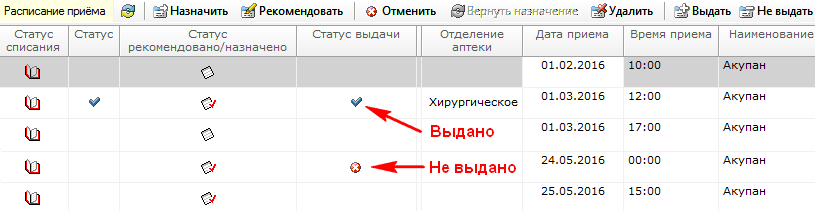 Расписание приёма Назначить Рекомендовать Отменить Вернуть назначение Удалить Выдать Не выдать
Статус списания Статус Статус рекомендовано/назначено Статус выдачи Отделение аптеки Дата приема Время приема Наименование
01.02.2016 10:00 Акупан
Хирургическое 01.03.2016 12:00 Акупан
Выдано
01.03.2016 17:00 Акупан
Не выдано 24.05.2016 00:00 Акупан
25.05.2016 15:00 Акупан